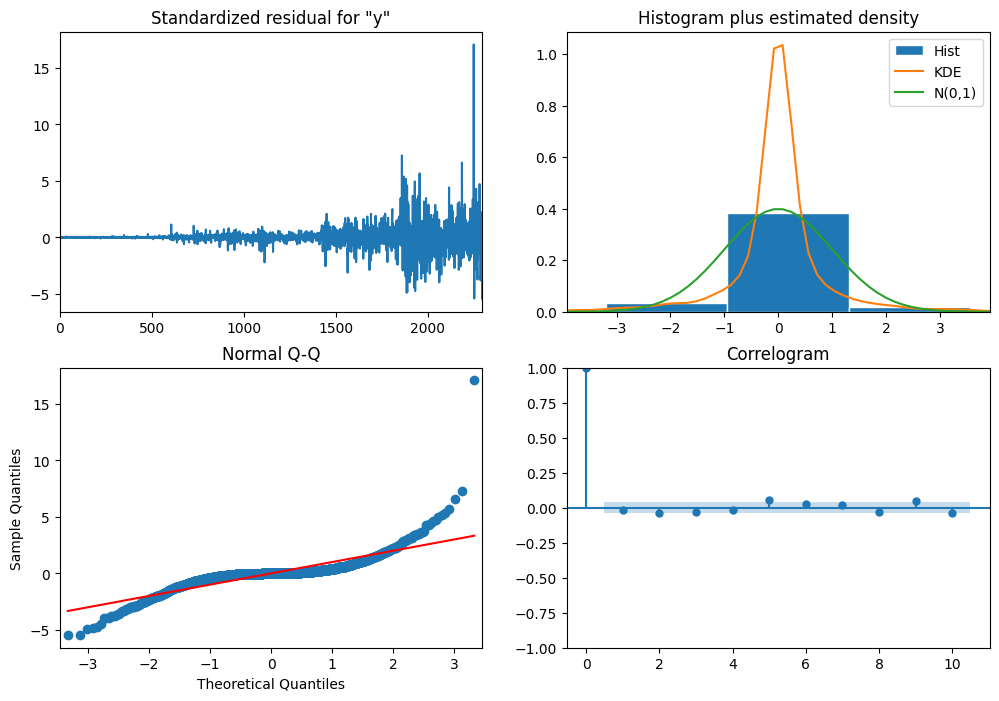 Standardized residual for "y"
15
10
5
0
−5
0 500 1000 1500 2000
Histogram plus estimated density
Hist
KDE
N(0,1)
1.0
0.8
0.6
0.4
0.2
0.0
−3 −2 −1 0 1 2 3
Normal Q-Q
Sample Quantiles
15
10
5
0
−5
−3 −2 −1 0 1 2 3
Theoretical Quantiles
Correlogram
1.00
0.75
0.50
0.25
0.00
−0.25
−0.50
−0.75
−1.00
0 2 4 6 8 10